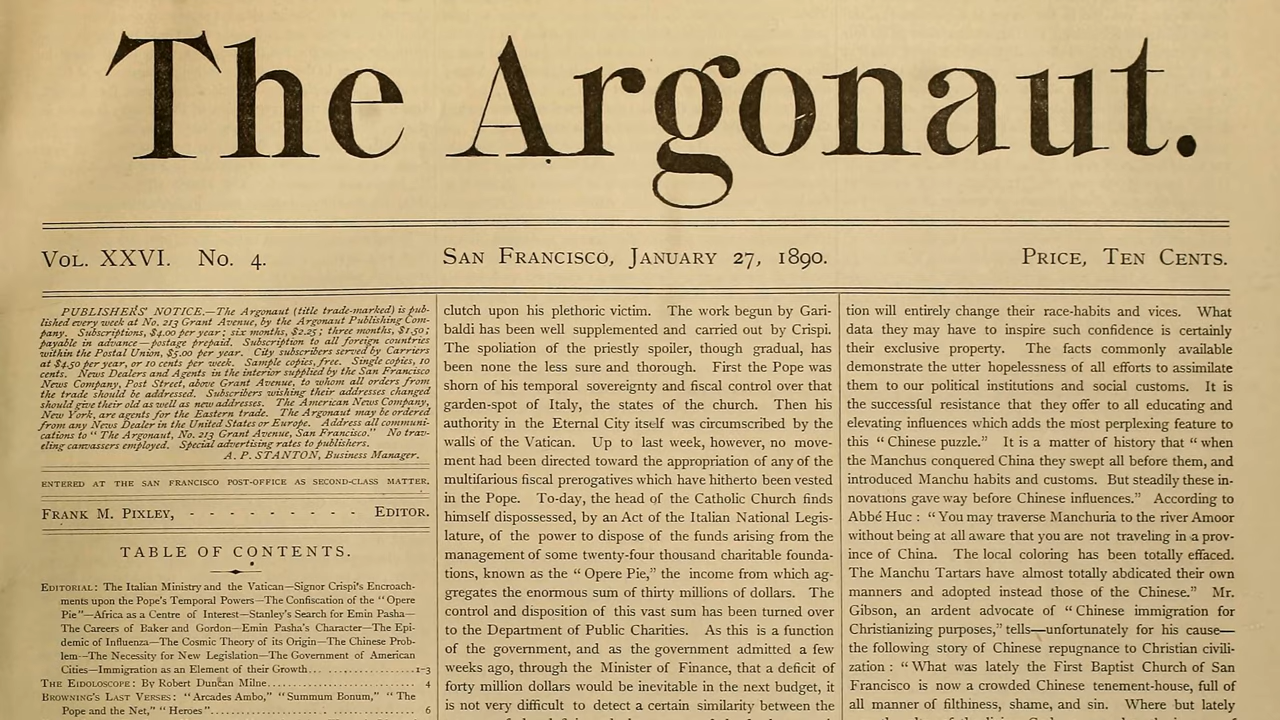 The Argonaut.
VOL. XXVI. No. 4.
SAN FRANCISCO, JANUARY 27, 1890.
PRICE, TEN CENTS.
PUBLISHERS' NOTICE.—The Argonaut (title trade-marked) is pub-
lished every week at No. 213 Grant Avenue, by the Argonaut Publishing Com-
pany. Subscriptions, $4.00 per year; six months, $2.25; three months, $1.50;
payable in advance—postage prepaid. Subscription to all foreign countries
within the Postal Union, $5.00 per year. City subscribers served by Carriers
at $4.50 per year, or 10 cents per week. Sample copies, free. Single copies, 10
cents. News Dealers and Agents in the interior supplied by the San Francisco
News Company, Post Street, above Grant Avenue, to whom all orders from
the trade should be addressed. Subscribers wishing their addresses changed
should give their old as well as new addresses. The American News Company,
New York, are agents for the Eastern trade. The Argonaut may be ordered
from any News Dealer in the United States or Europe. Address all communi-
cations to "The Argonaut, No. 213 Grant Avenue, San Francisco." No trav-
eling canvassers employed. Special advertising rates to publishers.
A. P. STANTON, Business Manager.
ENTERED AT THE SAN FRANCISCO POST-OFFICE AS SECOND-CLASS MATTER.
FRANK M. PIXLEY, - - - - - - - - - EDITOR.
TABLE OF CONTENTS.
EDITORIAL: The Italian Ministry and the Vatican—Signor Crispi's Encroach-
ments upon the Pope's Temporal Powers—The Confiscation of the "Opere
Pie"—Africa as a Centre of Interest—Stanley's Search for Emin Pasha—
The Careers of Baker and Gordon—Emin Pasha's Character—The Epi-
demic of Influenza—The Cosmic Theory of its Origin—The Chinese Prob-
lem—The Necessity for New Legislation—The Government of American
Cities—Immigration as an Element of their Growth........................1-3
THE EIDOLOSCOPE: By Robert Duncan Milne.................................... 4
BROWNING'S LAST VERSES: "Arcades Ambo," "Summum Bonum," "The
Pope and the Net," "Heroes"................................................ 6
clutch upon his plethoric victim. The work begun by Gari-
baldi has been well supplemented and carried out by Crispi.
The spoliation of the priestly spoiler, though gradual, has
been none the less sure and thorough. First the Pope was
shorn of his temporal sovereignty and fiscal control over that
garden-spot of Italy, the states of the church. Then his
authority in the Eternal City itself was circumscribed by the
walls of the Vatican. Up to last week, however, no move-
ment had been directed toward the appropriation of any of the
multifarious fiscal prerogatives which have hitherto been vested
in the Pope. To-day, the head of the Catholic Church finds
himself dispossessed, by an Act of the Italian National Legis-
lature, of the power to dispose of the funds arising from the
management of some twenty-four thousand charitable founda-
tions, known as the "Opere Pie," the income from which ag-
gregates the enormous sum of thirty millions of dollars. The
control and disposition of this vast sum has been turned over
to the Department of Public Charities. As this is a function
of the government, and as the government admitted a few
weeks ago, through the Minister of Finance, that a deficit of
forty million dollars would be inevitable in the next budget, it
is not very difficult to detect a certain similarity between the
tion will entirely change their race-habits and vices. What
data they may have to inspire such confidence is certainly
their exclusive property. The facts commonly available
demonstrate the utter hopelessness of all efforts to assimilate
them to our political institutions and social customs. It is
the successful resistance that they offer to all educating and
elevating influences which adds the most perplexing feature to
this "Chinese puzzle." It is a matter of history that "when
the Manchus conquered China they swept all before them, and
introduced Manchu habits and customs. But steadily these in-
novations gave way before Chinese influences." According to
Abbé Huc: "You may traverse Manchuria to the river Amoor
without being at all aware that you are not traveling in a prov-
ince of China. The local coloring has been totally effaced.
The Manchu Tartars have almost totally abdicated their own
manners and adopted instead those of the Chinese." Mr.
Gibson, an ardent advocate of "Chinese immigration for
Christianizing purposes," tells—unfortunately for his cause—
the following story of Chinese repugnance to Christian civili-
zation: "What was lately the First Baptist Church of San
Francisco is now a crowded Chinese tenement-house, full of
all manner of filthiness, shame, and sin. Where but lately